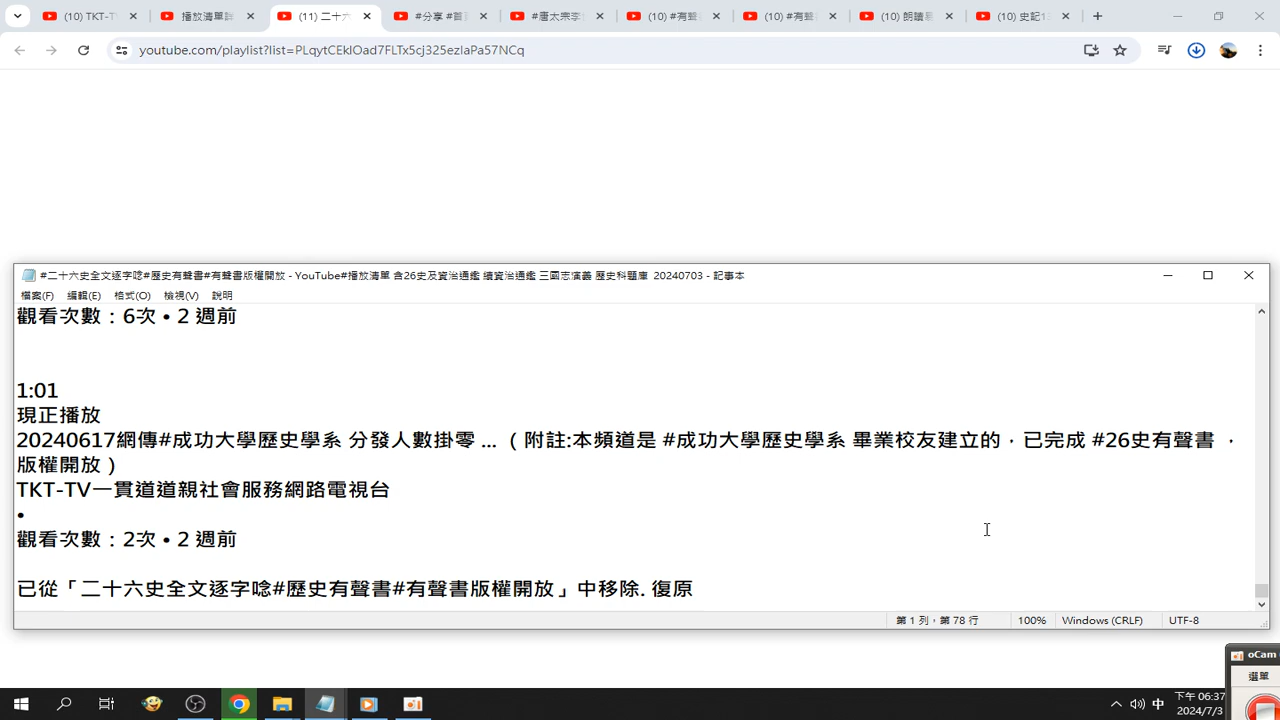 (10) TKT-TV
播放清單詳
(11) 二十六
#分享 #首
#唐太宗李
(10) #有聲
(10) #有聲
(10) 朗讀
(10) 史記1
youtube.com/playlist?list=PLqytCEkIOad7FLTx5cj325ezIaPa57NCq
#二十六史全文逐字唸#歷史有聲書#有聲書版權開放 - YouTube#播放清單 含26史及資治通鑑 續資治通鑑 三國志演義 歷史科題庫 20240703 - 記事本
檔案(F) 編輯(E) 格式(O) 檢視(V) 說明
觀看次數：6次 • 2 週前
1:01
現正播放
20240617網傳#成功大學歷史學系 分發人數掛零 ... （ 附註:本頻道是 #成功大學歷史學系 畢業校友建立的，已完成 #26史有聲書 ，
版權開放 ）
TKT-TV一貫道道親社會服務網路電視台
•
觀看次數：2次 • 2 週前
已從「二十六史全文逐字唸#歷史有聲書#有聲書版權開放」中移除. 復原
第 1 列，第 78 行 100% Windows (CRLF) UTF-8
oCam
選單
中
下午 06:37
2024/7/3